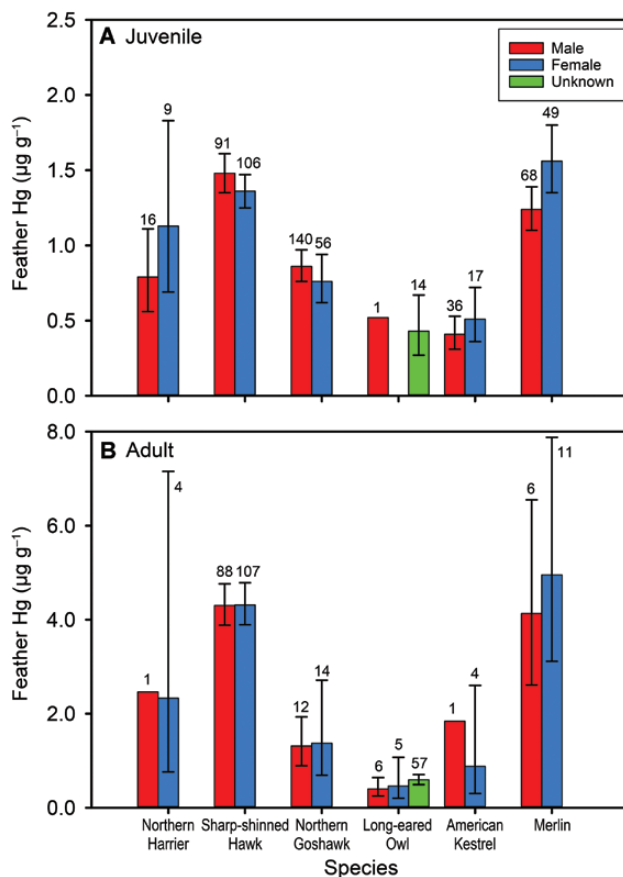 A Juvenile
Male
Female
Unknown
Feather Hg (µg g⁻¹)
2.5
2.0
1.5
1.0
0.5
0.0
16
9
91
106
140
56
1
14
36
17
68
49
B Adult
Feather Hg (µg g⁻¹)
8.0
6.0
4.0
2.0
0.0
1
4
88
107
12
14
6
5
57
1
4
6
11
Northern Harrier
Sharp-shinned Hawk
Northern Goshawk
Long-eared Owl
American Kestrel
Merlin
Species